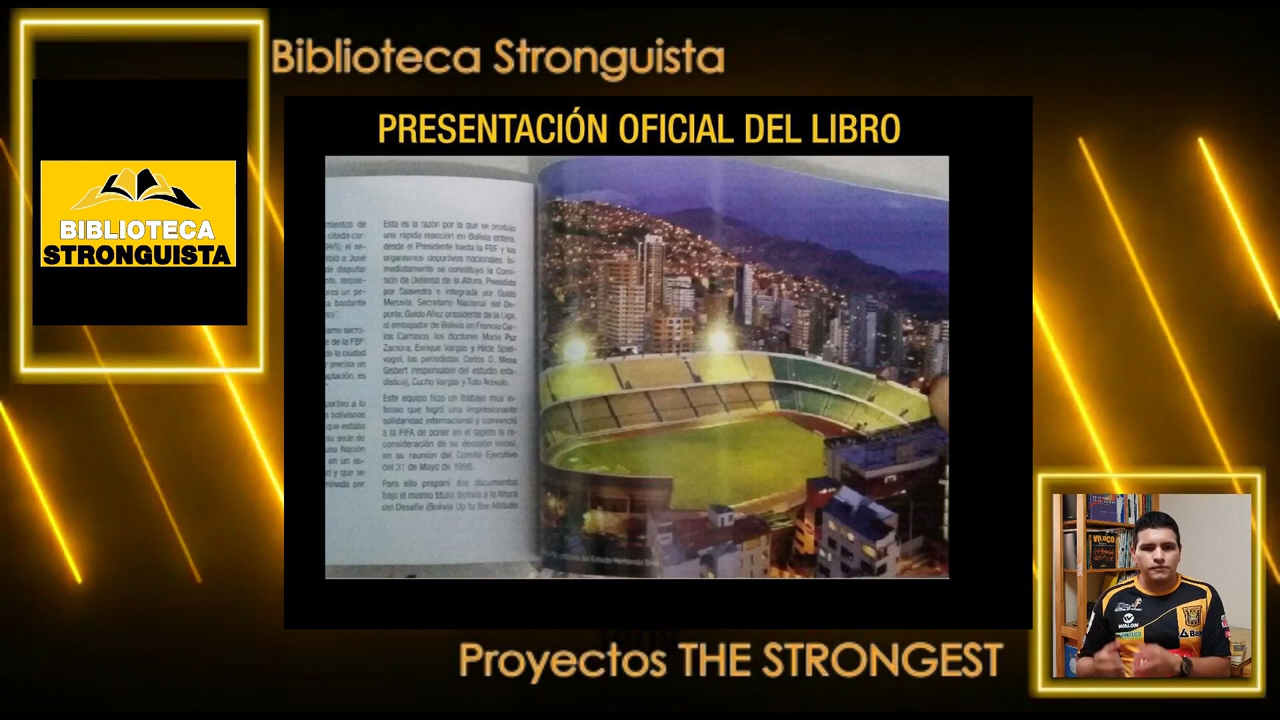 Biblioteca Stronguista
BIBLIOTECA
STRONGUISTA
PRESENTACIÓN OFICIAL DEL LIBRO
Esta es la razón por la que se produjo
una rápida reacción en Bolivia entera,
desde el Presidente hasta la FBF y los
organismos deportivos nacionales. In-
mediatamente se constituyo la Comi-
sión de Defensa de la Altura, Presidida
por Saavedra e integrada por Guido
Meruvia, Secretario Nacional del De-
porte, Guido Añez presidente de la Liga,
el embajador de Bolivia en Francia Car-
los Carrasco, los doctores Mario Paz
Zamora, Enrique Vargas y Hilde Spiel-
vogel, los periodistas Carlos D. Mesa
Gisbert (responsable del estudio esta-
dístico), Cucho Vargas y Toto Arévalo.
Este equipo hizo un trabajo muy in-
tenso que logró una impresionante
solidaridad internacional y convenció
a la FIFA de poner en el tapete la re-
consideración de su decisión inicial,
en su reunión del Comité Ejecutivo
del 31 de Mayo de 1996.
Para ello preparó dos documentos
bajo el mismo título: Bolivia a la Altura
del Desafío (Bolivia Up to the Altitude
VILOCO
WALON
Proyectos THE STRONGEST